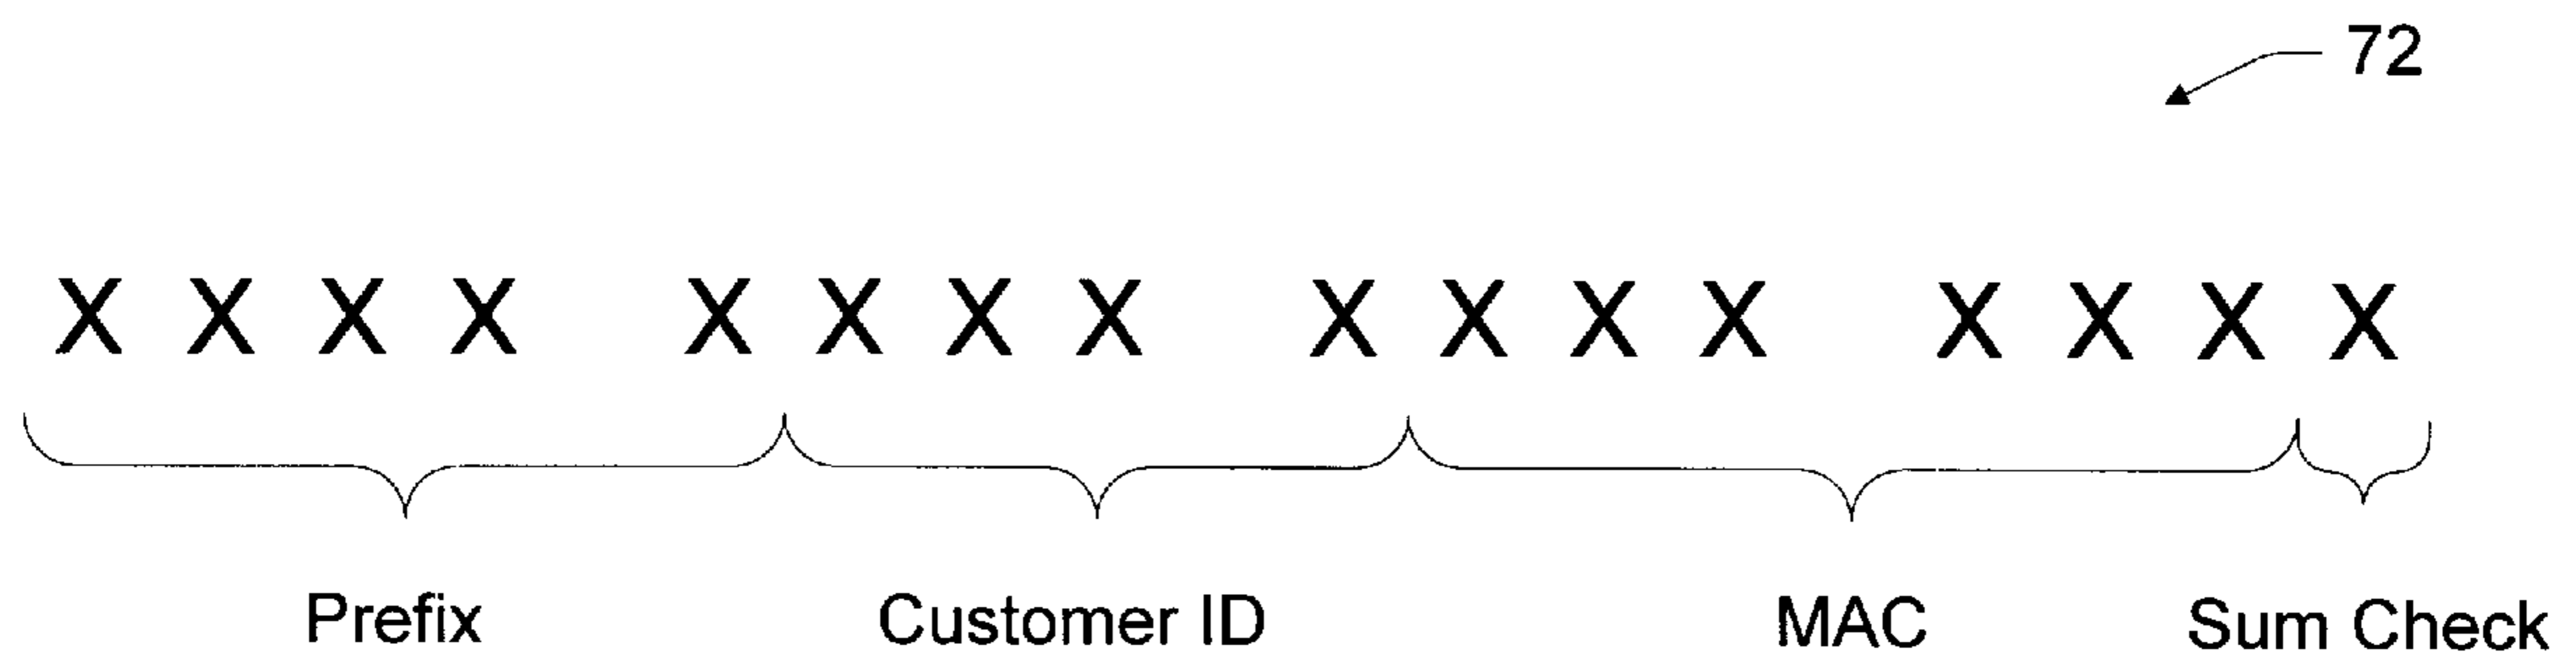 72
X X X X X X X X X X X X X X X X
Prefix Customer ID MAC Sum Check